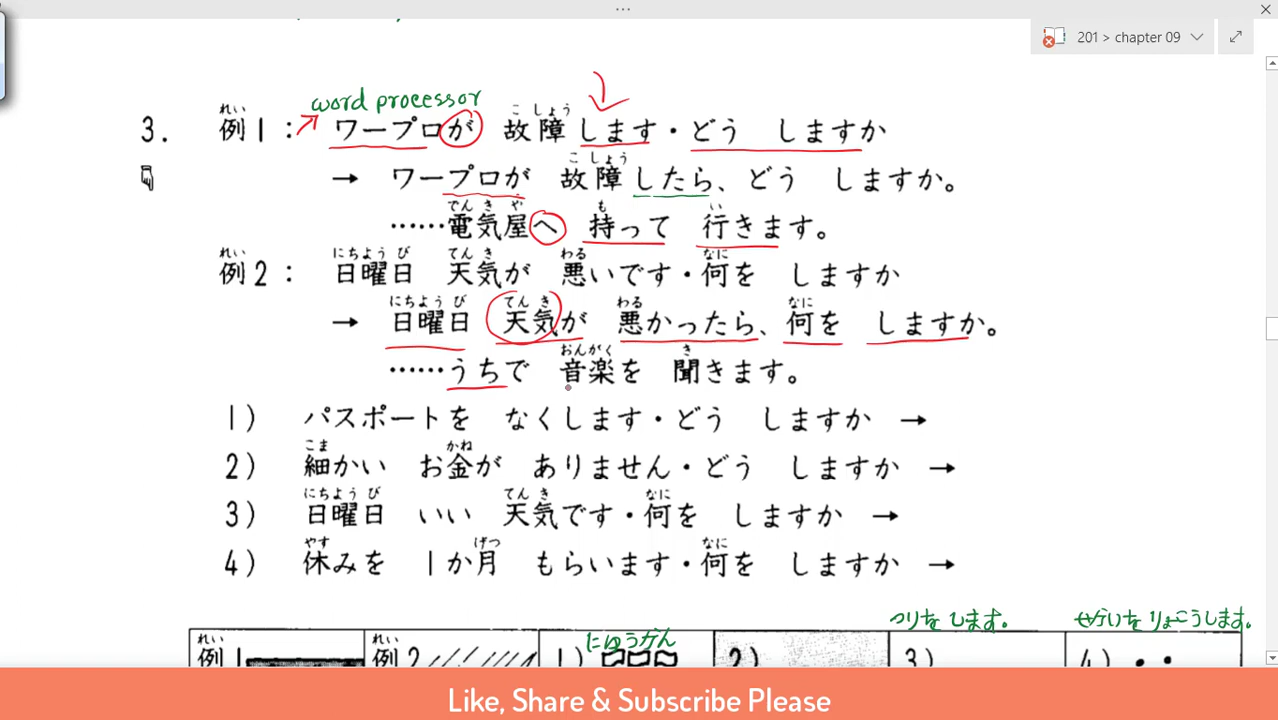 201 > chapter 09
word processor
3. 例1: ワープロが 故障します・どう しますか
→ ワープロが 故障したら、どう しますか。
……電気屋へ 持って 行きます。
例2: 日曜日 天気が 悪いです・何を しますか
→ 日曜日 天気が 悪かったら、何を しますか。
……うちで 音楽を 聞きます。
1) パスポートを なくします・どう しますか →
2) 細かい お金が ありません・どう しますか →
3) 日曜日 いい 天気です・何を しますか →
4) 休みを 1か月 もらいます・何を しますか →
つりを します。 せかいを りょこうします。
例1 例2 1) にゅうかん 2) 3) 4)
Like, Share & Subscribe Please